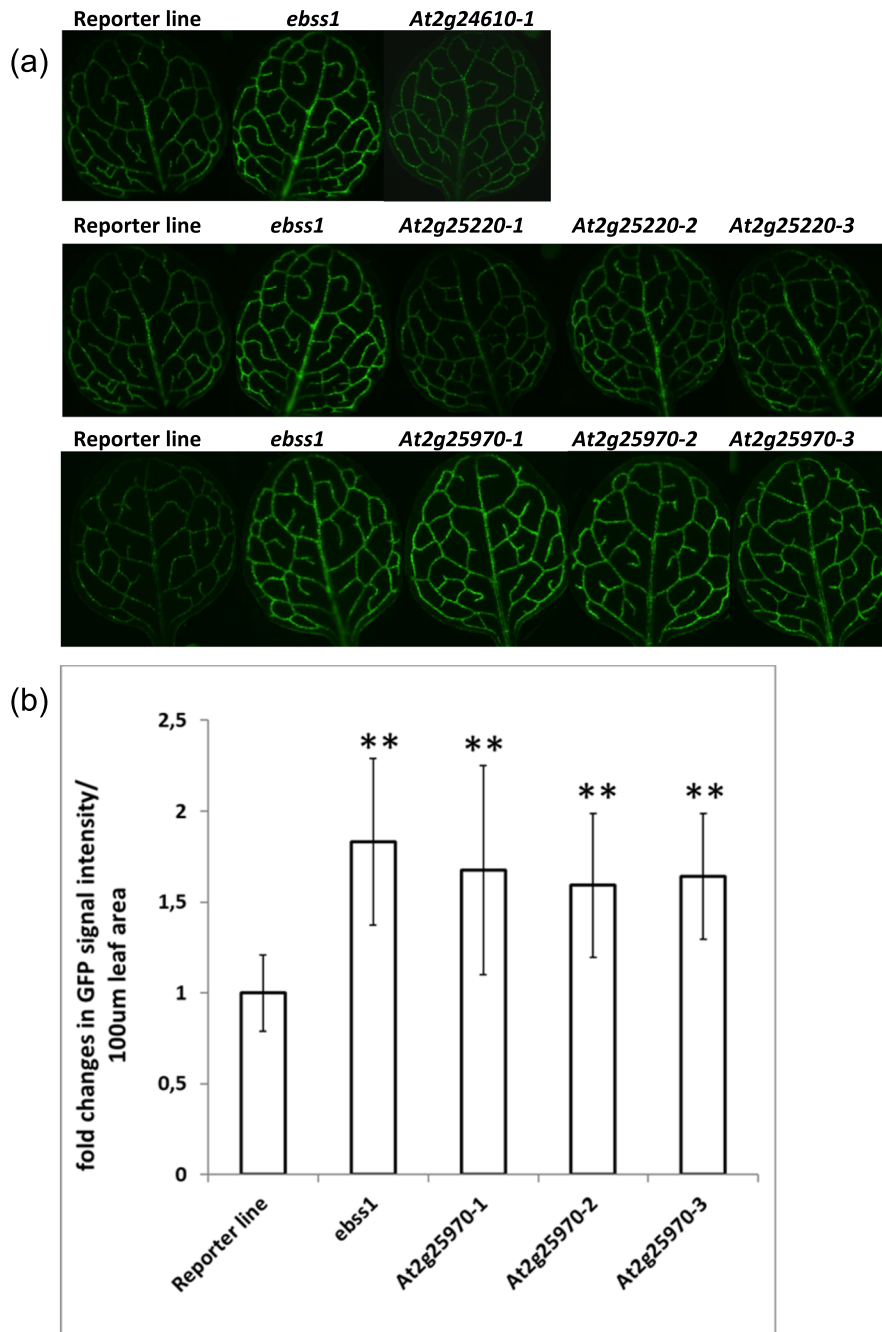 Reporter line ebss1 At2g24610-1
(a)
Reporter line ebss1 At2g25220-1 At2g25220-2 At2g25220-3
Reporter line ebss1 At2g25970-1 At2g25970-2 At2g25970-3
(b)
fold changes in GFP signal intensity/
100um leaf area
2,5
2
1,5
1
0,5
0
** ** ** **
Reporter line
ebss1
At2g25970-1
At2g25970-2
At2g25970-3